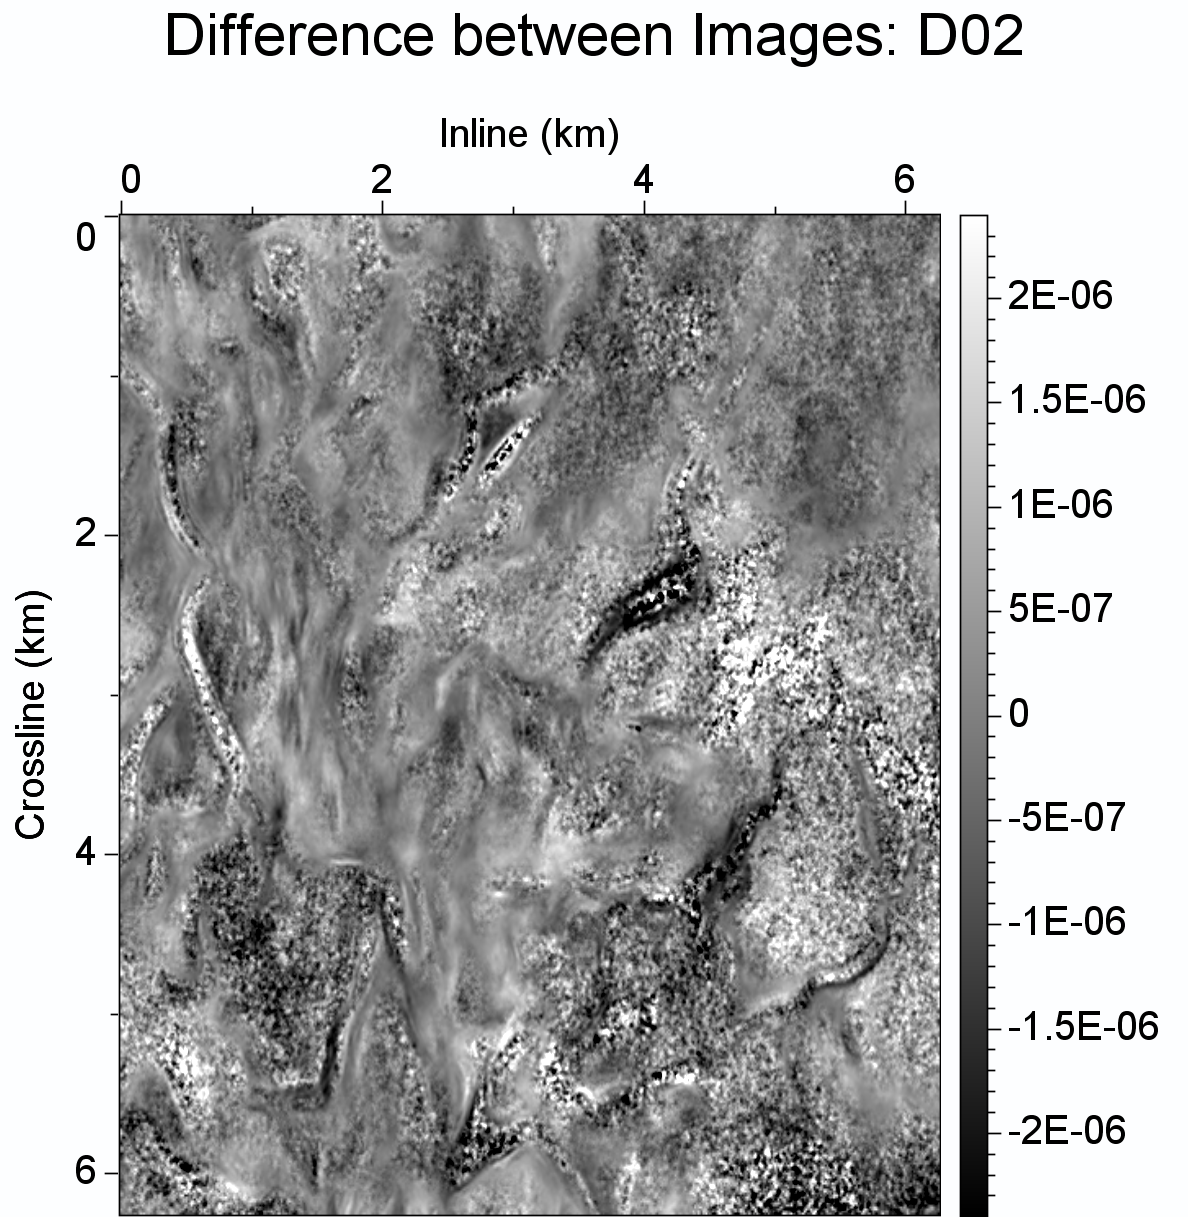 Difference between Images: D02
Inline (km)
0 2 4 6
Crossline (km)
0
2
4
6
2E-06
1.5E-06
1E-06
5E-07
0
-5E-07
-1E-06
-1.5E-06
-2E-06